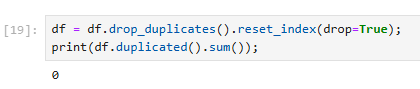 [19]: df = df.drop_duplicates().reset_index(drop=True);
print(df.duplicated().sum());
0